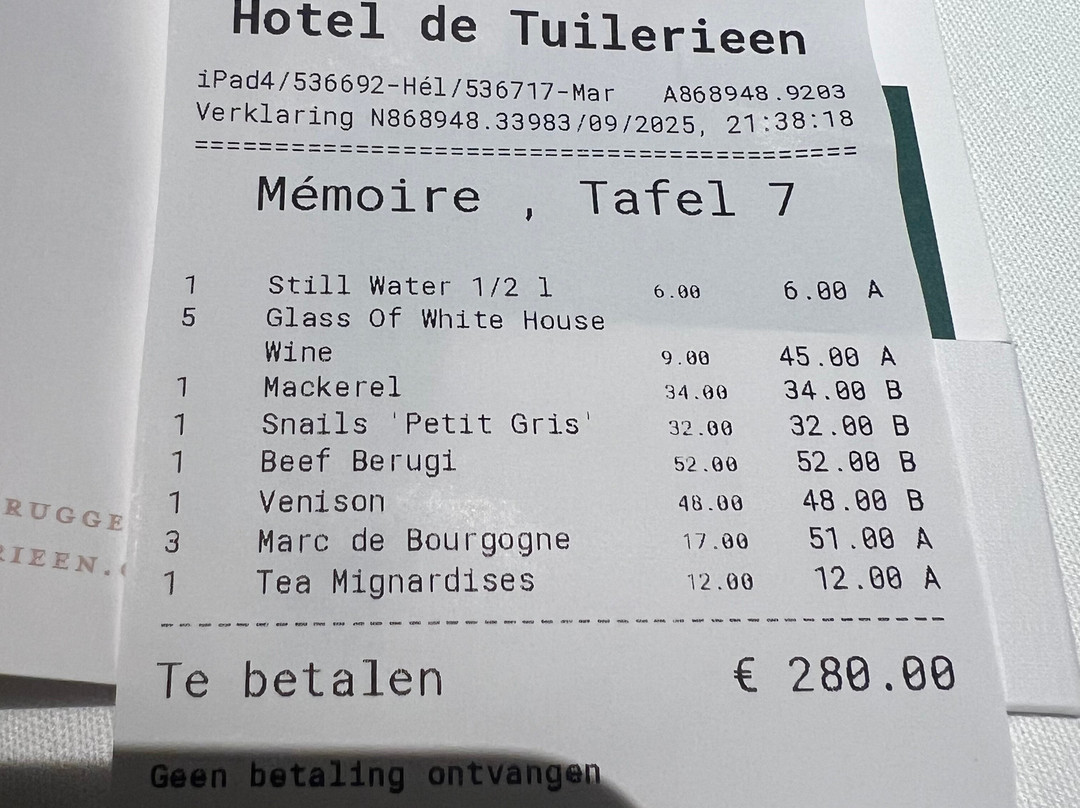 Hotel de Tuilerieen
iPad4/536692-Hél/536717-Mar A868948.9203
Verklaring N868948.33983/09/2025, 21:38:18
========================================
Mémoire , Tafel 7
1 Still Water 1/2 l 6.00 6.00 A
5 Glass Of White House
Wine 9.00 45.00 A
1 Mackerel 34.00 34.00 B
1 Snails 'Petit Gris' 32.00 32.00 B
1 Beef Berugi 52.00 52.00 B
1 Venison 48.00 48.00 B
3 Marc de Bourgogne 17.00 51.00 A
1 Tea Mignardises 12.00 12.00 A
Te betalen € 280.00
Geen betaling ontvangen
RUGGE
RIEEN.